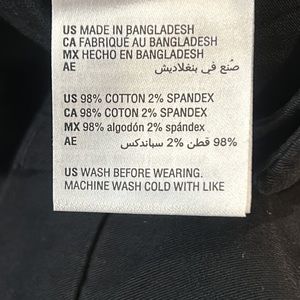 US MADE IN BANGLADESH
CA FABRIQUÉ AU BANGLADESH
MX HECHO EN BANGLADESH
AE صُنع في بنغلاديش
US 98% COTTON 2% SPANDEX
CA 98% COTON 2% SPANDEX
MX 98% algodón 2% spándex
AE 98% قطن 2% سباندكس
US WASH BEFORE WEARING.
MACHINE WASH COLD WITH LIKE